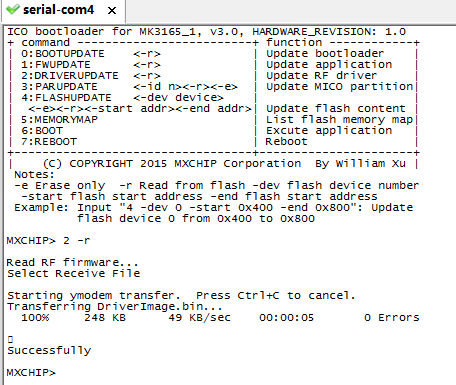 serial-com4
ICO bootloader for MK3165_1, v3.0, HARDWARE_REVISION: 1.0
+ command -------------------------+ function ------------+
| 0:BOOTUPDATE    <-r>             | Update bootloader    |
| 1:FWUPDATE      <-r>             | Update application   |
| 2:DRIVERUPDATE  <-r>             | Update RF driver     |
| 3:PARUPDATE     <-id n><-r><-e>  | Update MICO partition|
| 4:FLASHUPDATE   <-dev device>    |                      |
|  <-e><-r><-start addr><-end addr>| Update flash content |
| 5:MEMORYMAP                      | List flash memory map|
| 6:BOOT                           | Excute application   |
| 7:REBOOT                         | Reboot               |
+----------------------------------+----------------------+
|    (C) COPYRIGHT 2015 MXCHIP Corporation  By William Xu |
Notes:
-e Erase only  -r Read from flash -dev flash device number
-start flash start address -end flash start address
Example: Input "4 -dev 0 -start 0x400 -end 0x800": Update
flash device 0 from 0x400 to 0x800
MXCHIP> 2 -r
Read RF firmware...
Select Receive File
Starting ymodem transfer.  Press Ctrl+C to cancel.
Transferring DriverImage.bin...
100%     248 KB     49 KB/sec    00:00:05       0 Errors
Successfully
MXCHIP>